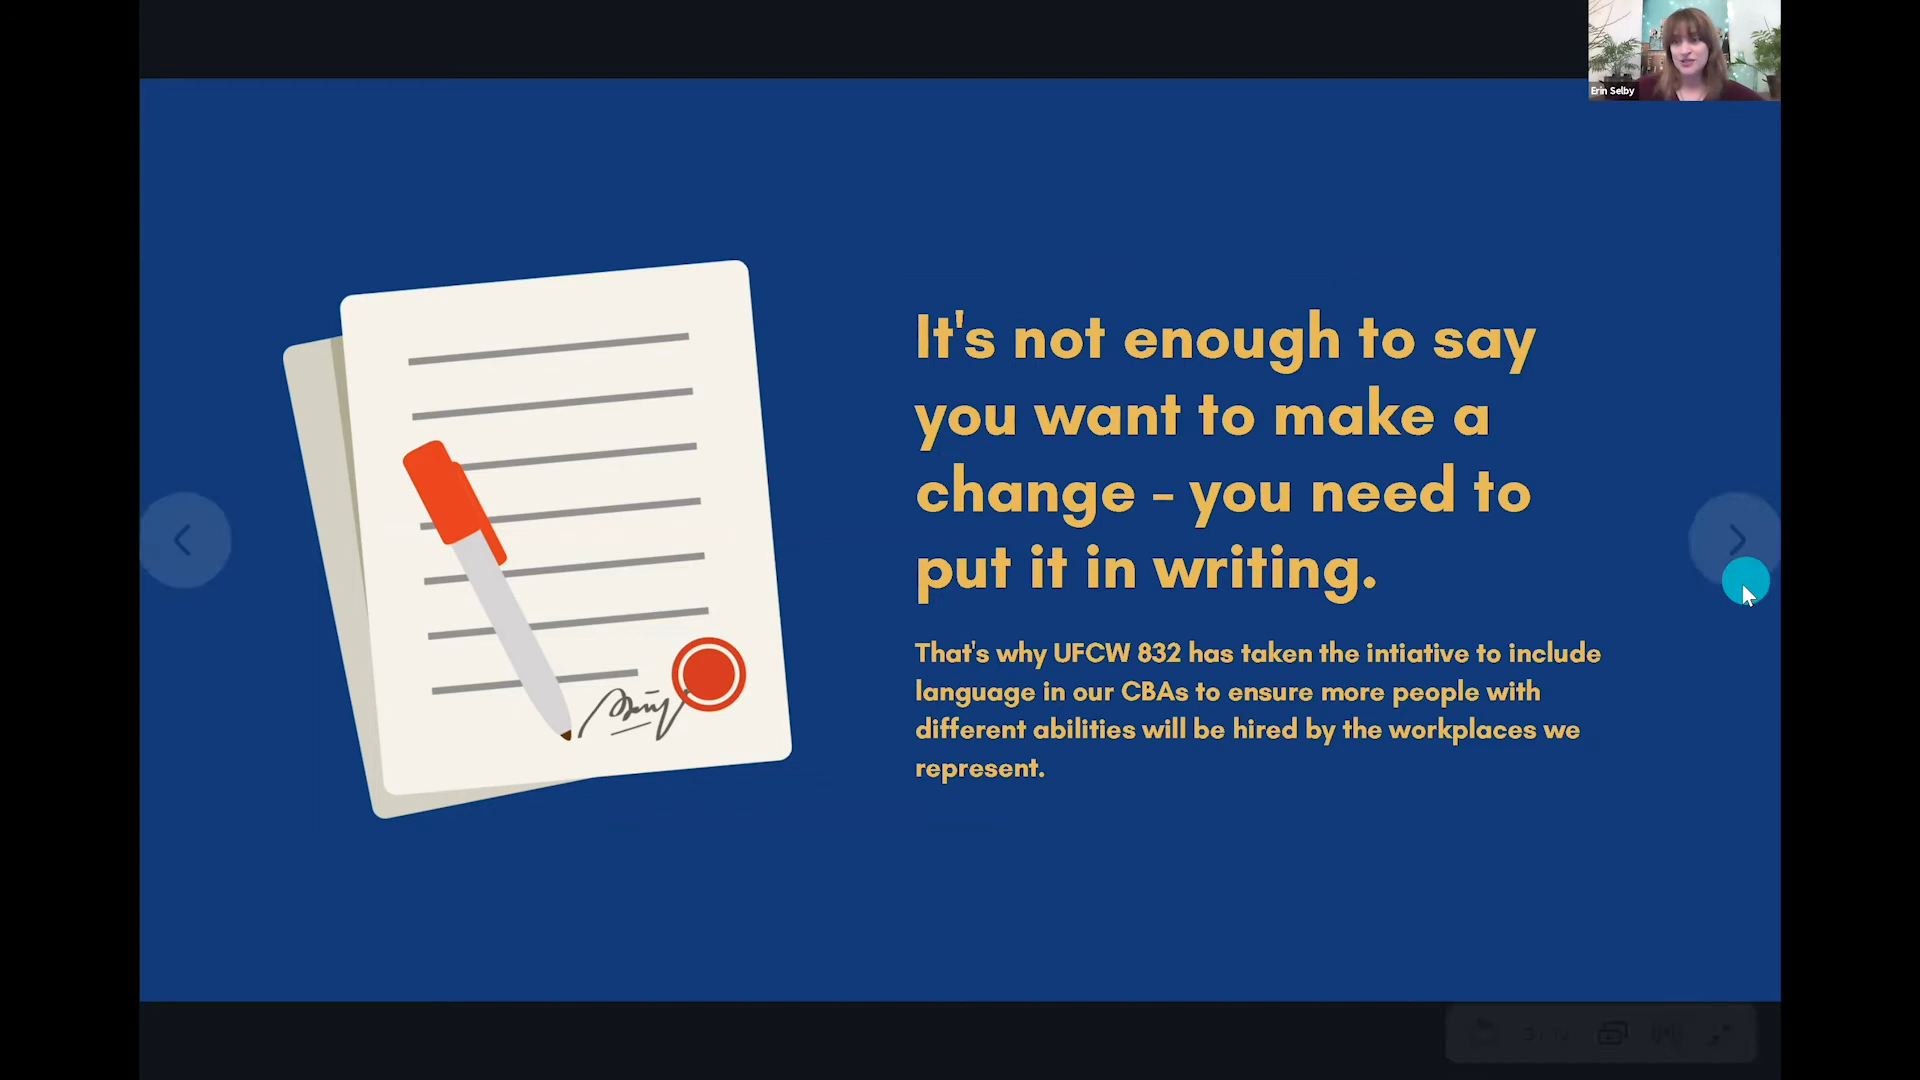 Erin Selby
It's not enough to say
you want to make a
change - you need to
put it in writing.
That's why UFCW 832 has taken the intiative to include
language in our CBAs to ensure more people with
different abilities will be hired by the workplaces we
represent.